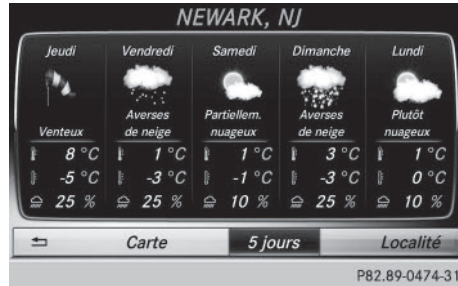 NEWARK, NJ
Jeudi Vendredi Samedi Dimanche Lundi
Venteux Averses de neige Partiellem. nuageux Averses de neige Plutôt nuageux
8 °C 1 °C 1 °C 3 °C 1 °C
-5 °C -3 °C -1 °C -3 °C 0 °C
25 % 25 % 10 % 25 % 10 %
Carte 5 jours Localité
P82.89-0474-31